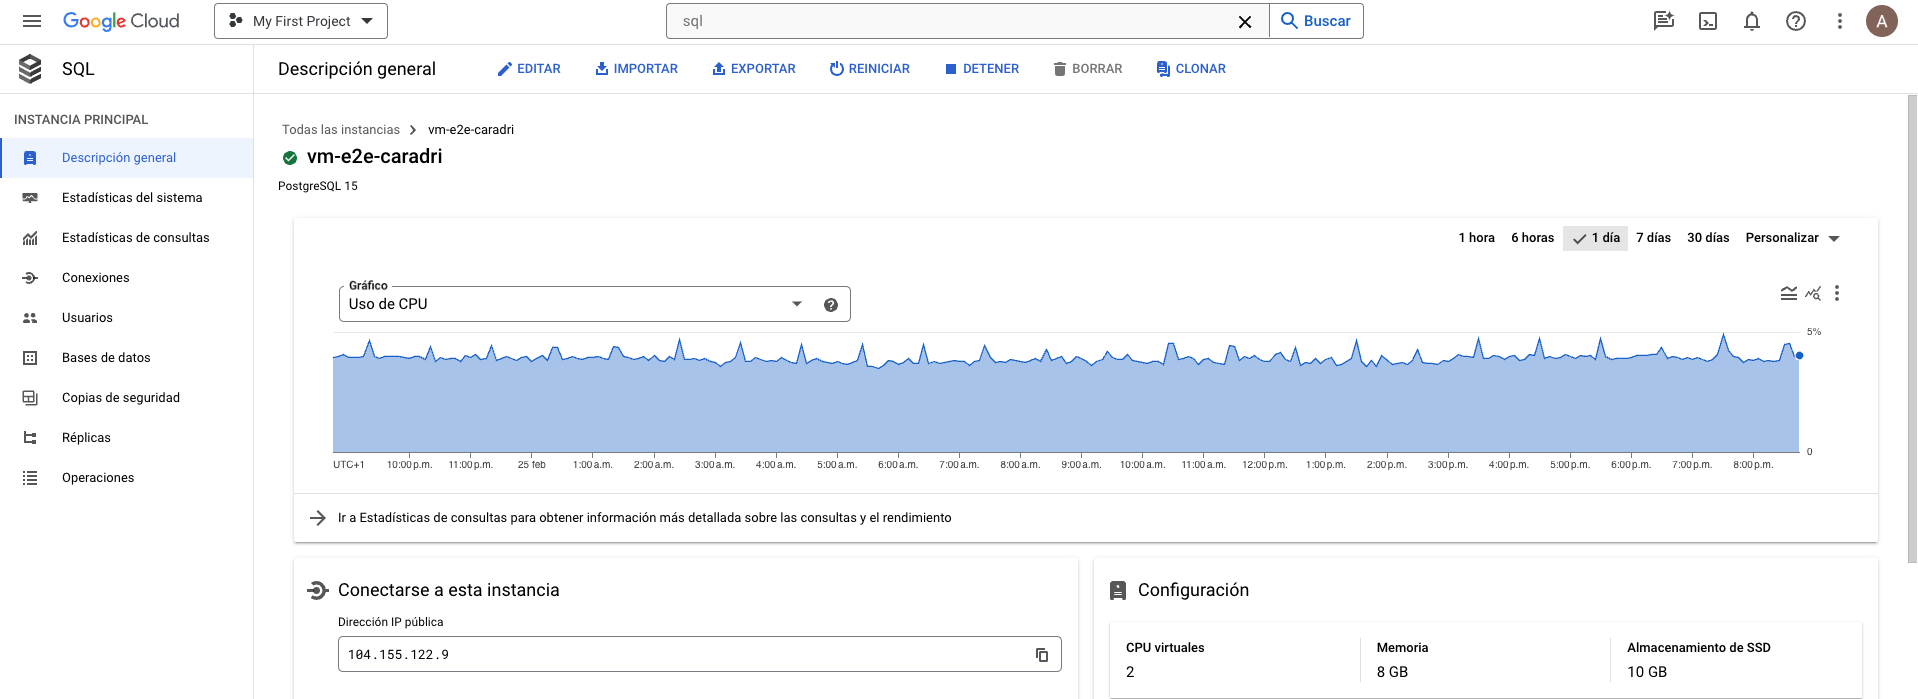 Google Cloud My First Project sql Buscar A
SQL Descripción general EDITAR IMPORTAR EXPORTAR REINICIAR DETENER BORRAR CLONAR
INSTANCIA PRINCIPAL
Descripción general
Estadísticas del sistema
Estadísticas de consultas
Conexiones
Usuarios
Bases de datos
Copias de seguridad
Réplicas
Operaciones
Todas las instancias vm-e2e-caradri
vm-e2e-caradri
PostgreSQL 15
1 hora 6 horas 1 día 7 días 30 días Personalizar
Gráfico
Uso de CPU
5%
0
UTC+1 10:00 p.m. 11:00 p.m. 25 feb 1:00 a.m. 2:00 a.m. 3:00 a.m. 4:00 a.m. 5:00 a.m. 6:00 a.m. 7:00 a.m. 8:00 a.m. 9:00 a.m. 10:00 a.m. 11:00 a.m. 12:00 p.m. 1:00 p.m. 2:00 p.m. 3:00 p.m. 4:00 p.m. 5:00 p.m. 6:00 p.m. 7:00 p.m. 8:00 p.m.
Ir a Estadísticas de consultas para obtener información más detallada sobre las consultas y el rendimiento
Conectarse a esta instancia
Dirección IP pública
104.155.122.9
Configuración
CPU virtuales Memoria Almacenamiento de SSD
2 8 GB 10 GB